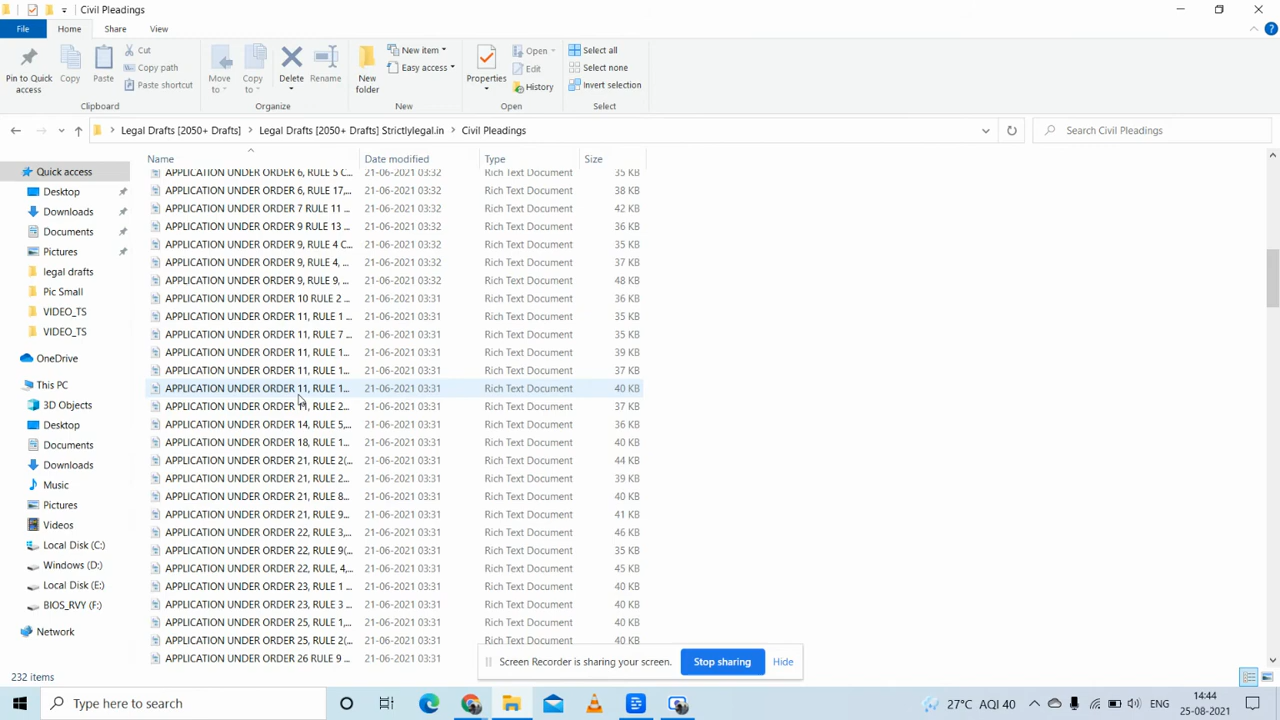 Civil Pleadings
File Home Share View
Pin to Quick access
Copy
Paste
Cut
Copy path
Paste shortcut
Clipboard
Move to
Copy to
Delete
Rename
Organize
New folder
New item
Easy access
New
Properties
Open
Edit
History
Open
Select all
Select none
Invert selection
Select
Legal Drafts [2050+ Drafts] Legal Drafts [2050+ Drafts] Strictlylegal.in Civil Pleadings
Search Civil Pleadings
Quick access
Desktop
Downloads
Documents
Pictures
legal drafts
Pic Small
VIDEO_TS
VIDEO_TS
OneDrive
This PC
3D Objects
Desktop
Documents
Downloads
Music
Pictures
Videos
Local Disk (C:)
Windows (D:)
Local Disk (E:)
BIOS_RVY (F:)
Network
Name Date modified Type Size
APPLICATION UNDER ORDER 6, RULE 5 C... 21-06-2021 03:32 Rich Text Document 35 KB
APPLICATION UNDER ORDER 6, RULE 17,... 21-06-2021 03:32 Rich Text Document 38 KB
APPLICATION UNDER ORDER 7 RULE 11 ... 21-06-2021 03:32 Rich Text Document 42 KB
APPLICATION UNDER ORDER 9 RULE 13 ... 21-06-2021 03:32 Rich Text Document 36 KB
APPLICATION UNDER ORDER 9, RULE 4 C... 21-06-2021 03:32 Rich Text Document 35 KB
APPLICATION UNDER ORDER 9, RULE 4, ... 21-06-2021 03:32 Rich Text Document 37 KB
APPLICATION UNDER ORDER 9, RULE 9, ... 21-06-2021 03:32 Rich Text Document 48 KB
APPLICATION UNDER ORDER 10 RULE 2 ... 21-06-2021 03:31 Rich Text Document 36 KB
APPLICATION UNDER ORDER 11, RULE 1 ... 21-06-2021 03:31 Rich Text Document 35 KB
APPLICATION UNDER ORDER 11, RULE 7 ... 21-06-2021 03:31 Rich Text Document 35 KB
APPLICATION UNDER ORDER 11, RULE 1... 21-06-2021 03:31 Rich Text Document 39 KB
APPLICATION UNDER ORDER 11, RULE 1... 21-06-2021 03:31 Rich Text Document 37 KB
APPLICATION UNDER ORDER 11, RULE 1... 21-06-2021 03:31 Rich Text Document 40 KB
APPLICATION UNDER ORDER 11, RULE 2... 21-06-2021 03:31 Rich Text Document 37 KB
APPLICATION UNDER ORDER 14, RULE 5,... 21-06-2021 03:31 Rich Text Document 36 KB
APPLICATION UNDER ORDER 18, RULE 1... 21-06-2021 03:31 Rich Text Document 40 KB
APPLICATION UNDER ORDER 21, RULE 2(... 21-06-2021 03:31 Rich Text Document 44 KB
APPLICATION UNDER ORDER 21, RULE 2... 21-06-2021 03:31 Rich Text Document 39 KB
APPLICATION UNDER ORDER 21, RULE 8... 21-06-2021 03:31 Rich Text Document 40 KB
APPLICATION UNDER ORDER 21, RULE 9... 21-06-2021 03:31 Rich Text Document 41 KB
APPLICATION UNDER ORDER 22, RULE 3,... 21-06-2021 03:31 Rich Text Document 46 KB
APPLICATION UNDER ORDER 22, RULE 9(... 21-06-2021 03:31 Rich Text Document 35 KB
APPLICATION UNDER ORDER 22, RULE, 4,... 21-06-2021 03:31 Rich Text Document 45 KB
APPLICATION UNDER ORDER 23, RULE 1 ... 21-06-2021 03:31 Rich Text Document 40 KB
APPLICATION UNDER ORDER 23, RULE 3 ... 21-06-2021 03:31 Rich Text Document 40 KB
APPLICATION UNDER ORDER 25, RULE 1,... 21-06-2021 03:31 Rich Text Document 40 KB
APPLICATION UNDER ORDER 25, RULE 2(... 21-06-2021 03:31 Rich Text Document 40 KB
APPLICATION UNDER ORDER 26 RULE 9 ... 21-06-2021 03:31
Screen Recorder is sharing your screen. Stop sharing Hide
232 items
Type here to search
27°C AQI 40 ENG
14:44
25-08-2021